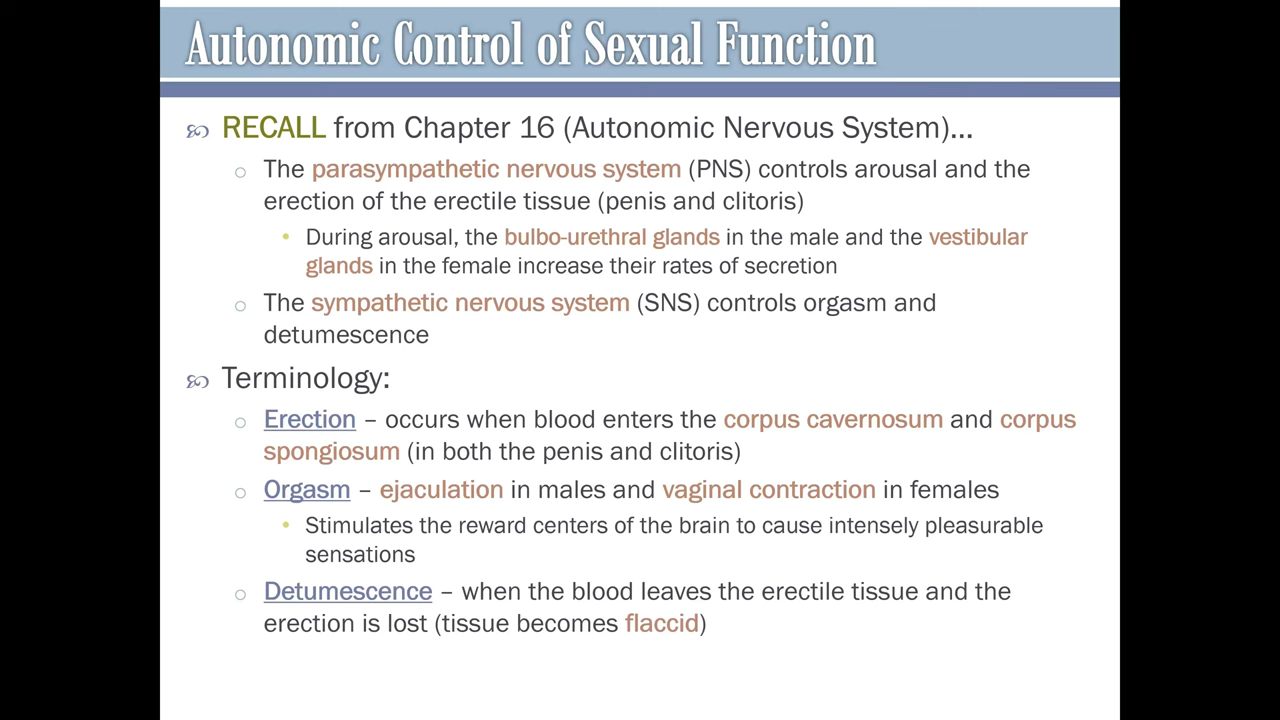 Autonomic Control of Sexual Function
RECALL from Chapter 16 (Autonomic Nervous System)...
The parasympathetic nervous system (PNS) controls arousal and the
erection of the erectile tissue (penis and clitoris)
During arousal, the bulbo-urethral glands in the male and the vestibular
glands in the female increase their rates of secretion
The sympathetic nervous system (SNS) controls orgasm and
detumescence
Terminology:
Erection – occurs when blood enters the corpus cavernosum and corpus
spongiosum (in both the penis and clitoris)
Orgasm – ejaculation in males and vaginal contraction in females
Stimulates the reward centers of the brain to cause intensely pleasurable
sensations
Detumescence – when the blood leaves the erectile tissue and the
erection is lost (tissue becomes flaccid)